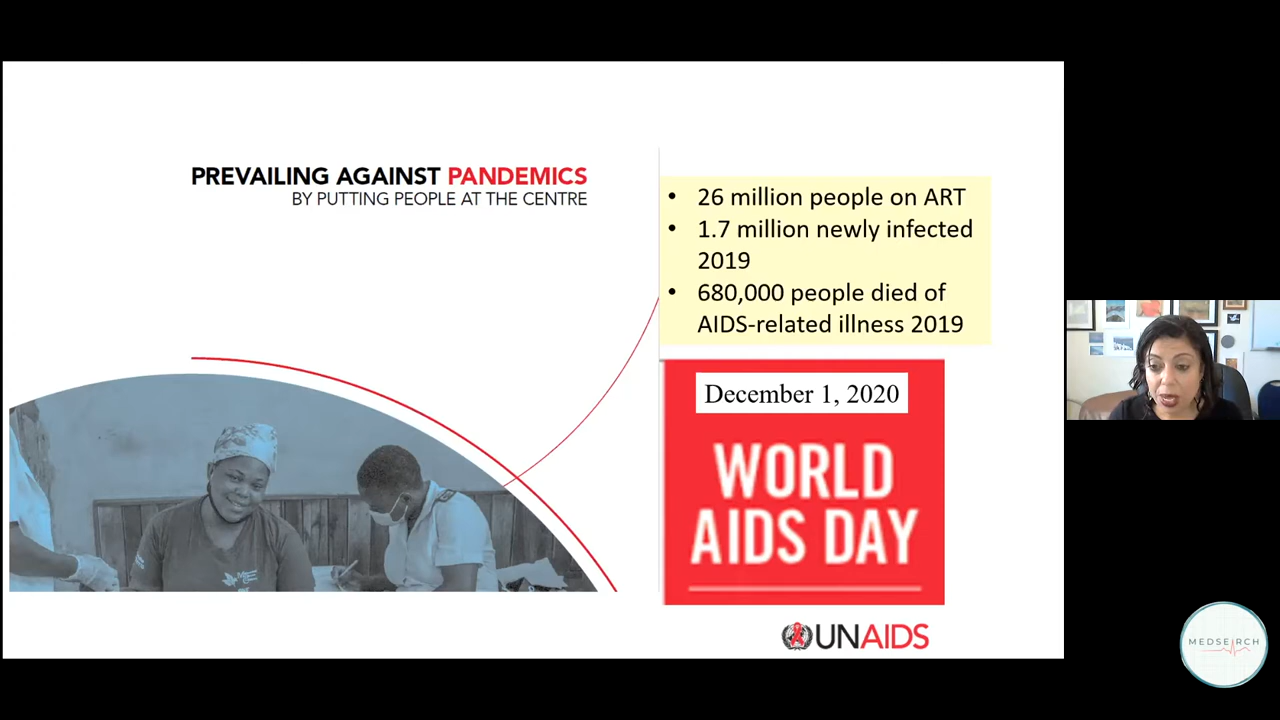 PREVAILING AGAINST PANDEMICS
BY PUTTING PEOPLE AT THE CENTRE
• 26 million people on ART
• 1.7 million newly infected
2019
• 680,000 people died of
AIDS-related illness 2019
December 1, 2020
WORLD
AIDS DAY
UNAIDS
MEDSEARCH